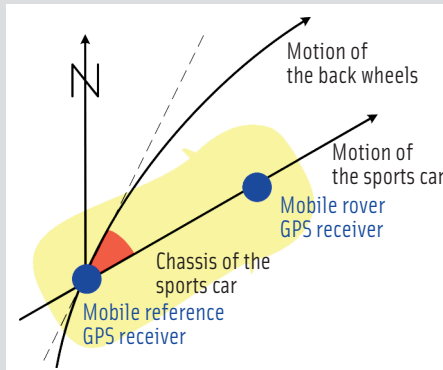 N
Motion of
the back wheels
Motion of
the sports car
Mobile rover
GPS receiver
Chassis of the
sports car
Mobile reference
GPS receiver